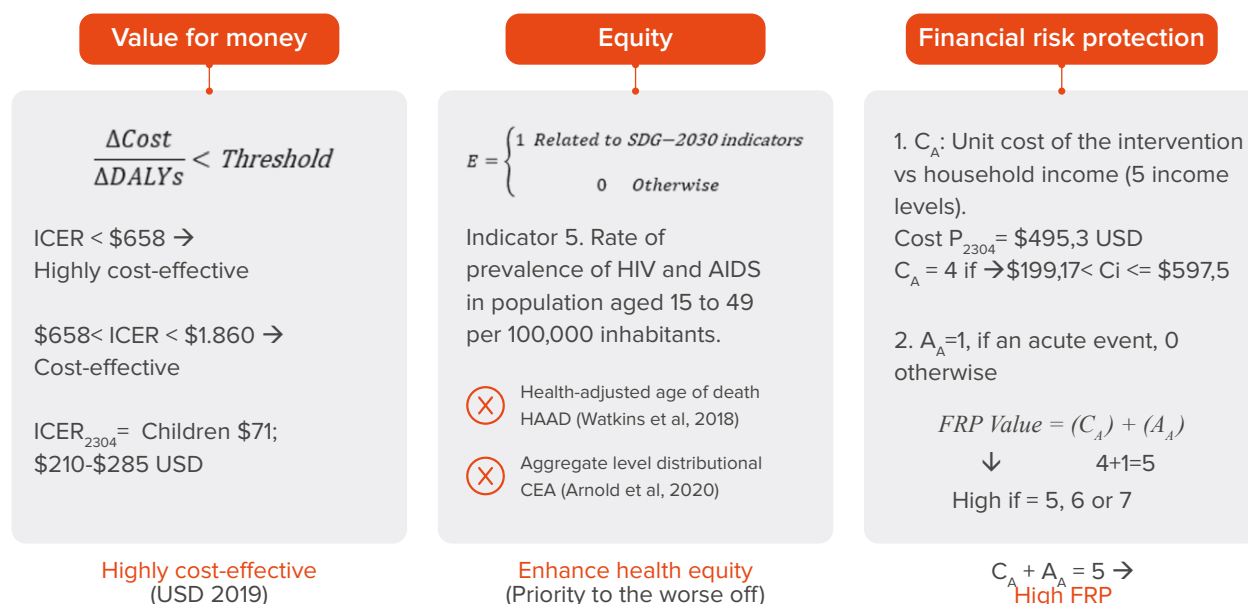 Value for money
ΔCost
ΔDALYs
< Threshold
ICER < $658 →
Highly cost-effective
$658< ICER < $1.860 →
Cost-effective
ICER2304= Children $71;
$210-$285 USD
Highly cost-effective
(USD 2019)
Equity
E = {1 Related to SDG−2030 indicators
0 Otherwise
Indicator 5. Rate of
prevalence of HIV and AIDS
in population aged 15 to 49
per 100,000 inhabitants.
Health-adjusted age of death
HAAD (Watkins et al, 2018)
Aggregate level distributional
CEA (Arnold et al, 2020)
Enhance health equity
(Priority to the worse off)
Financial risk protection
1. CA: Unit cost of the intervention
vs household income (5 income
levels).
Cost P2304= $495,3 USD
CA = 4 if →$199,17< Ci <= $597,5
2. AA=1, if an acute event, 0
otherwise
FRP Value = (CA) + (AA)
↓ 4+1=5
High if = 5, 6 or 7
CA + AA = 5 →
High FRP